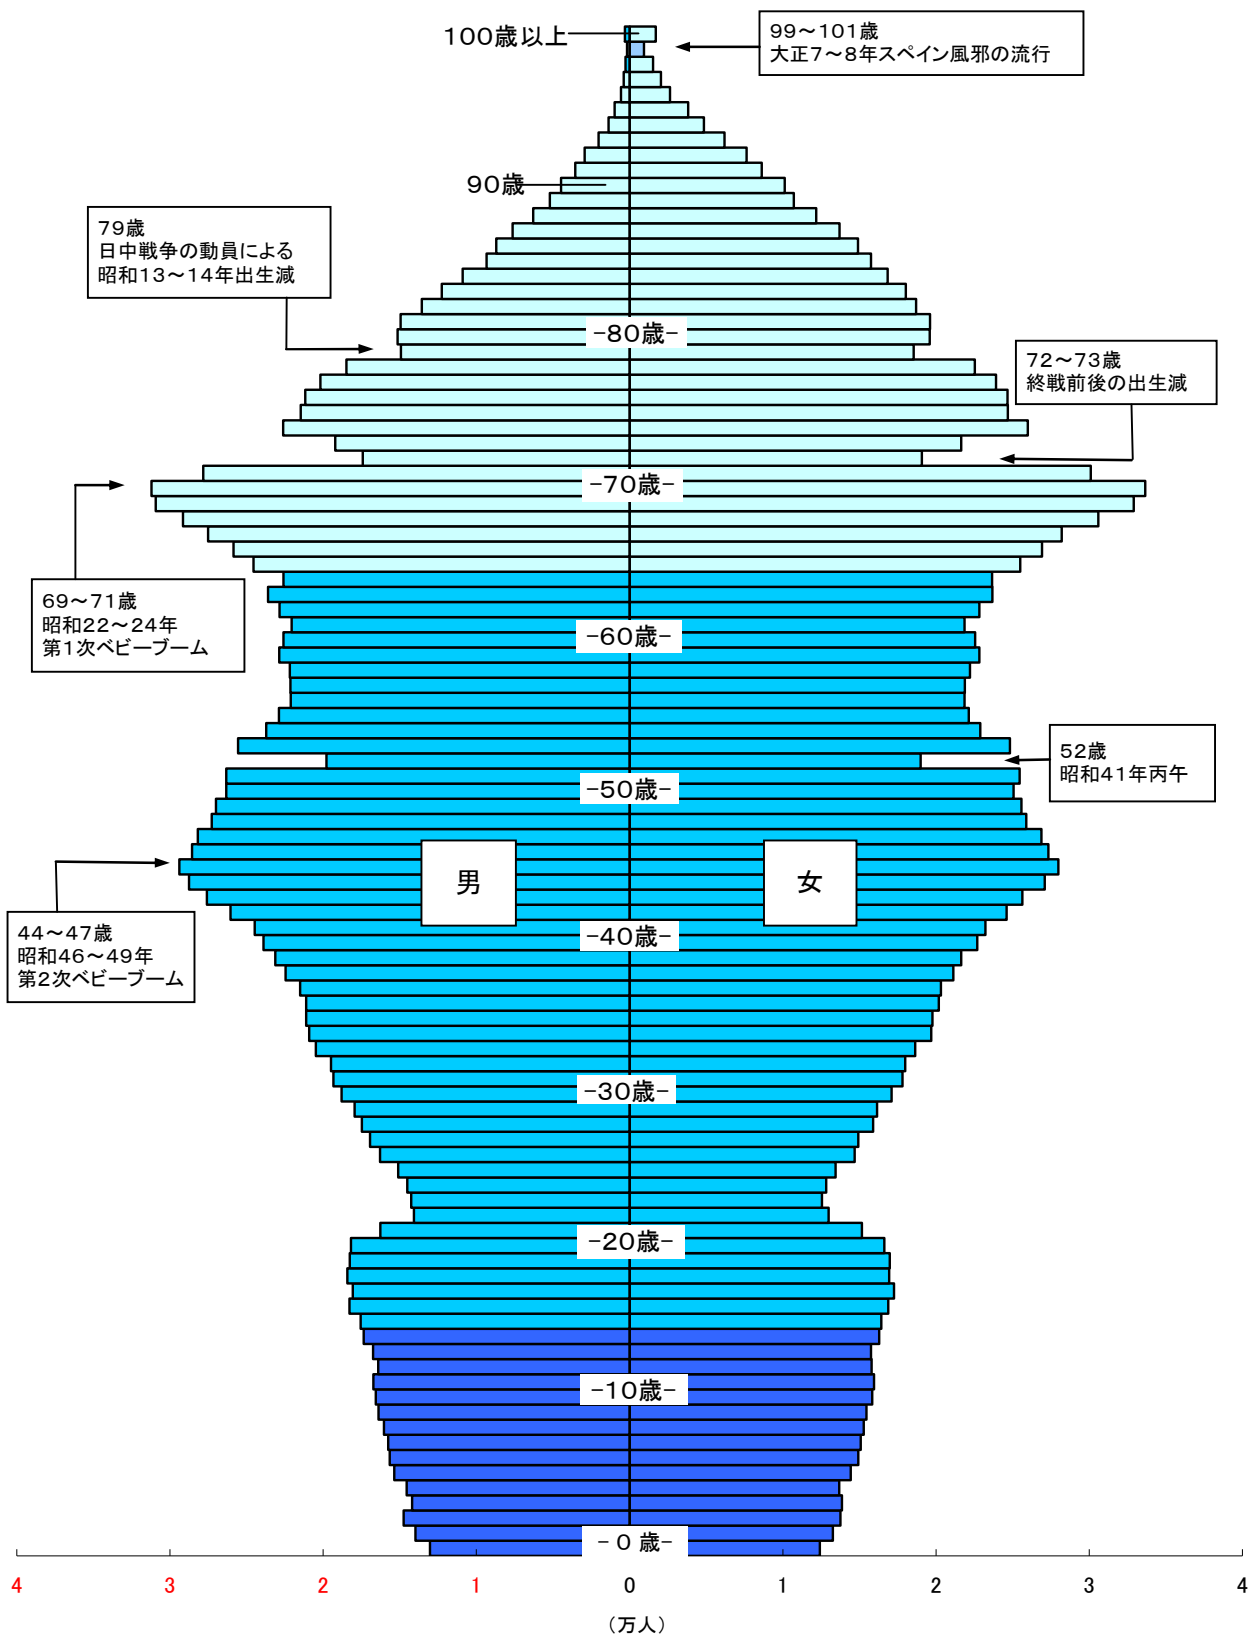 100歳以上
99～101歳
大正7～8年スペイン風邪の流行
90歳
79歳
日中戦争の動員による
昭和13～14年出生減
-80歳-
72～73歳
終戦前後の出生減
-70歳-
69～71歳
昭和22～24年
第1次ベビーブーム
-60歳-
52歳
昭和41年丙午
-50歳-
男
女
44～47歳
昭和46～49年
第2次ベビーブーム
-40歳-
-30歳-
-20歳-
-10歳-
-0歳-
4 3 2 1 0 1 2 3 4
（万人）